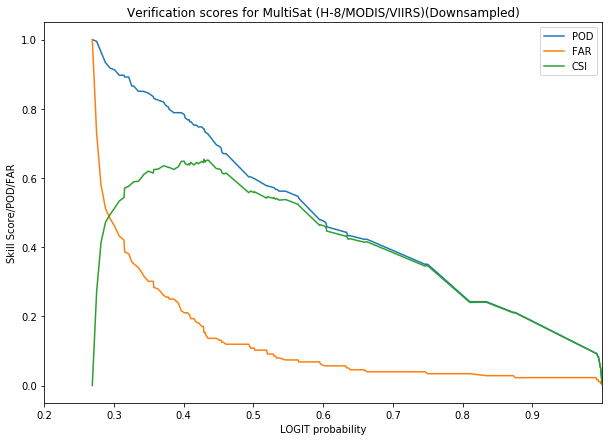 Verification scores for MultiSat (H-8/MODIS/VIIRS)(Downsampled)
POD
FAR
CSI
Skill Score/POD/FAR
1.0
0.8
0.6
0.4
0.2
0.0
0.2 0.3 0.4 0.5 0.6 0.7 0.8 0.9
LOGIT probability